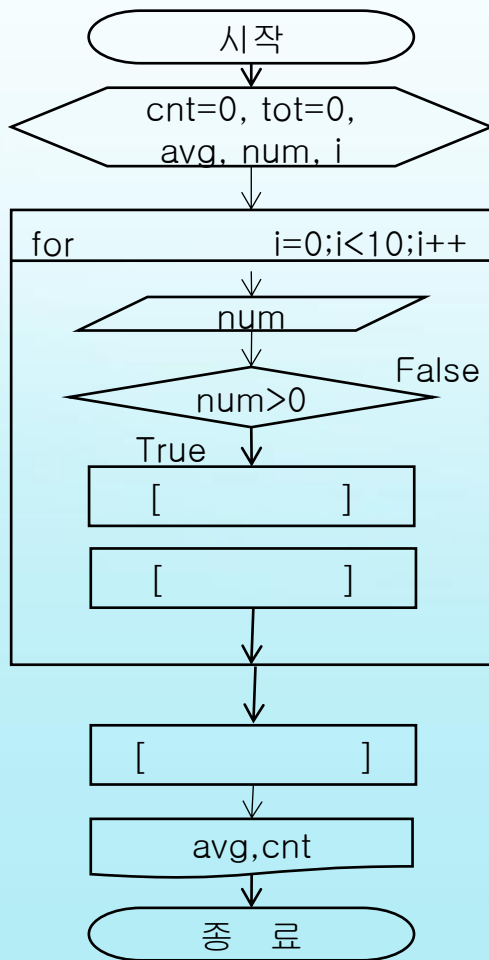 시작
cnt=0, tot=0,
avg, num, i
for i=0;i<10;i++
num
num>0 False
True
[ ]
[ ]
[ ]
avg,cnt
종 료